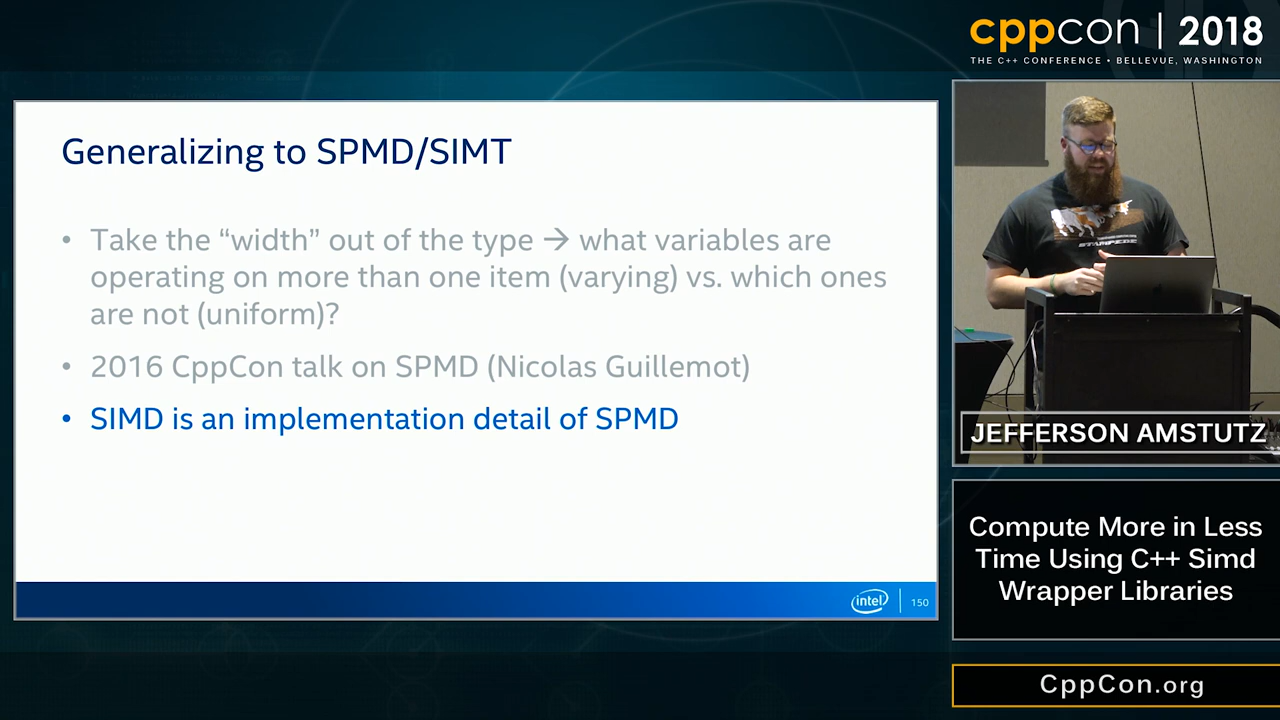 cppcon | 2018
THE C++ CONFERENCE • BELLEVUE, WASHINGTON
Generalizing to SPMD/SIMT
• Take the “width” out of the type → what variables are
operating on more than one item (varying) vs. which ones
are not (uniform)?
• 2016 CppCon talk on SPMD (Nicolas Guillemot)
• SIMD is an implementation detail of SPMD
intel
150
STAMPEDE
JEFFERSON AMSTUTZ
Compute More in Less
Time Using C++ Simd
Wrapper Libraries
CppCon.org